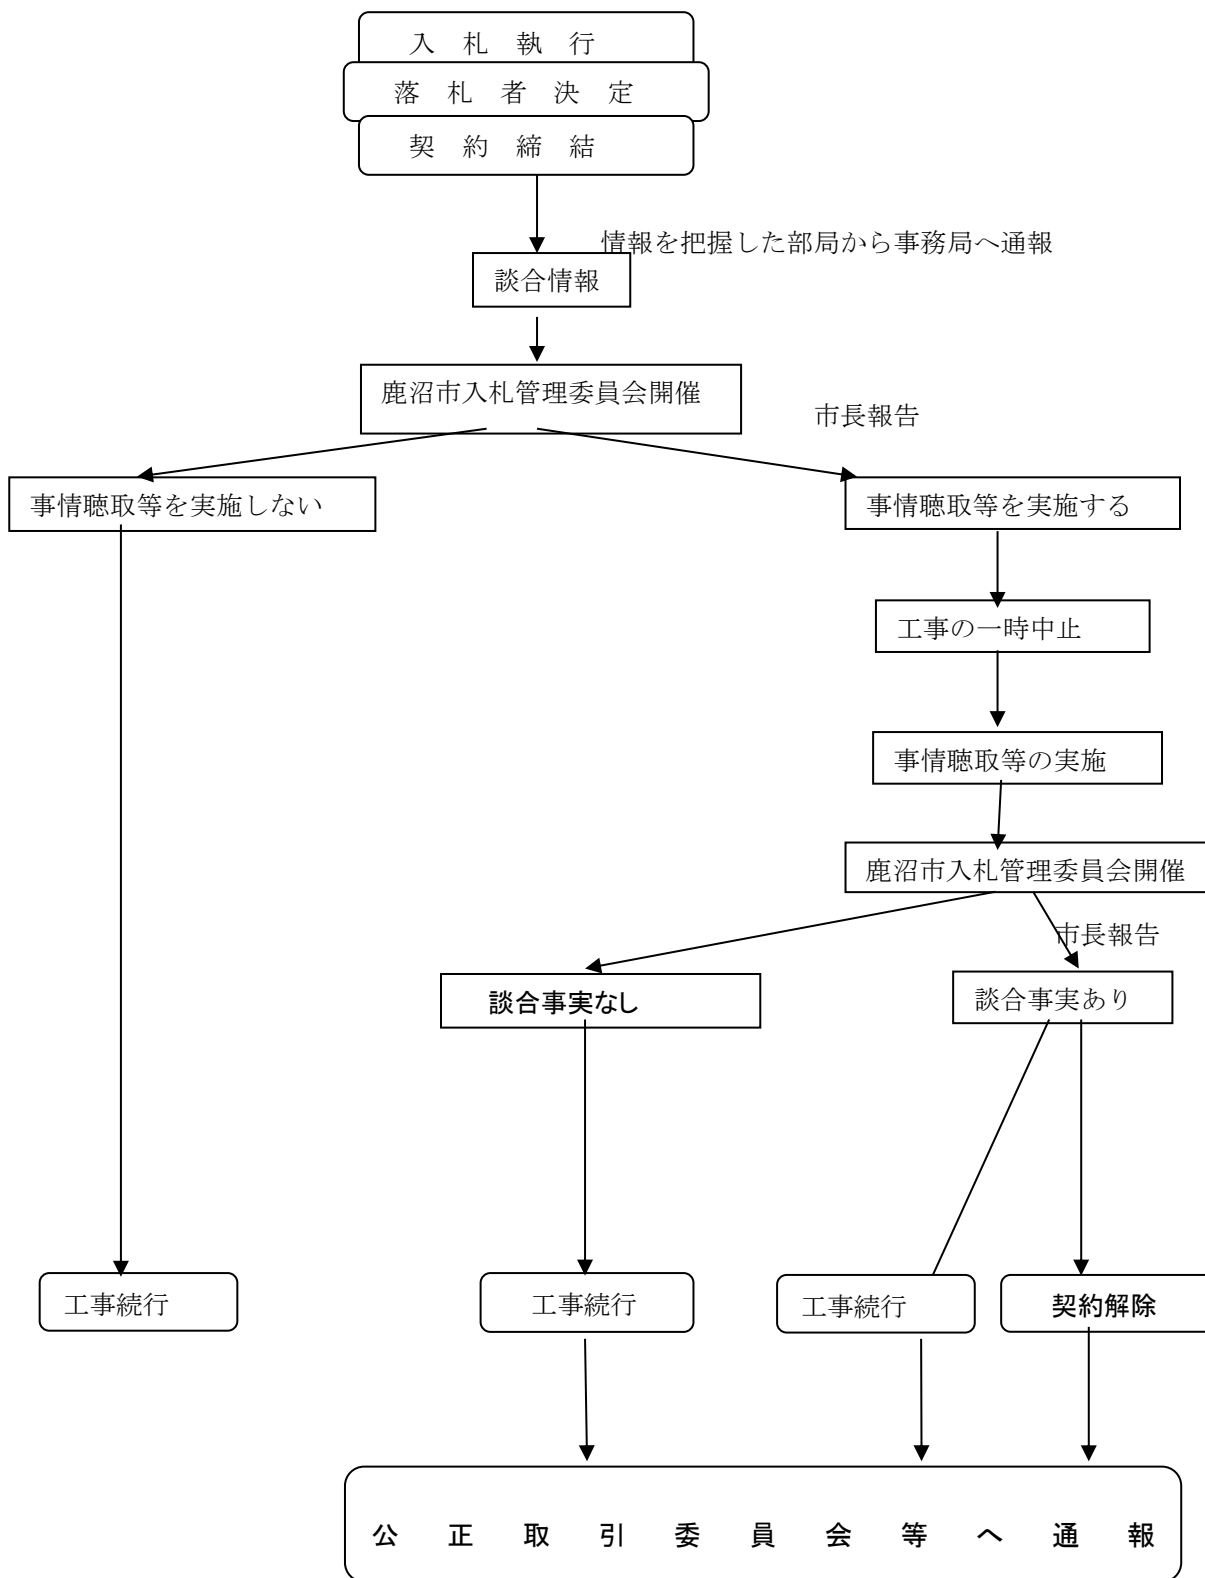 入札執行
落札者決定
契約締結
情報を把握した部局から事務局へ通報
談合情報
鹿沼市入札管理委員会開催
市長報告
事情聴取等を実施しない
事情聴取等を実施する
工事の一時中止
事情聴取等の実施
鹿沼市入札管理委員会開催
市長報告
談合事実なし
談合事実あり
工事続行
工事続行
工事続行
契約解除
公正取引委員会等へ通報